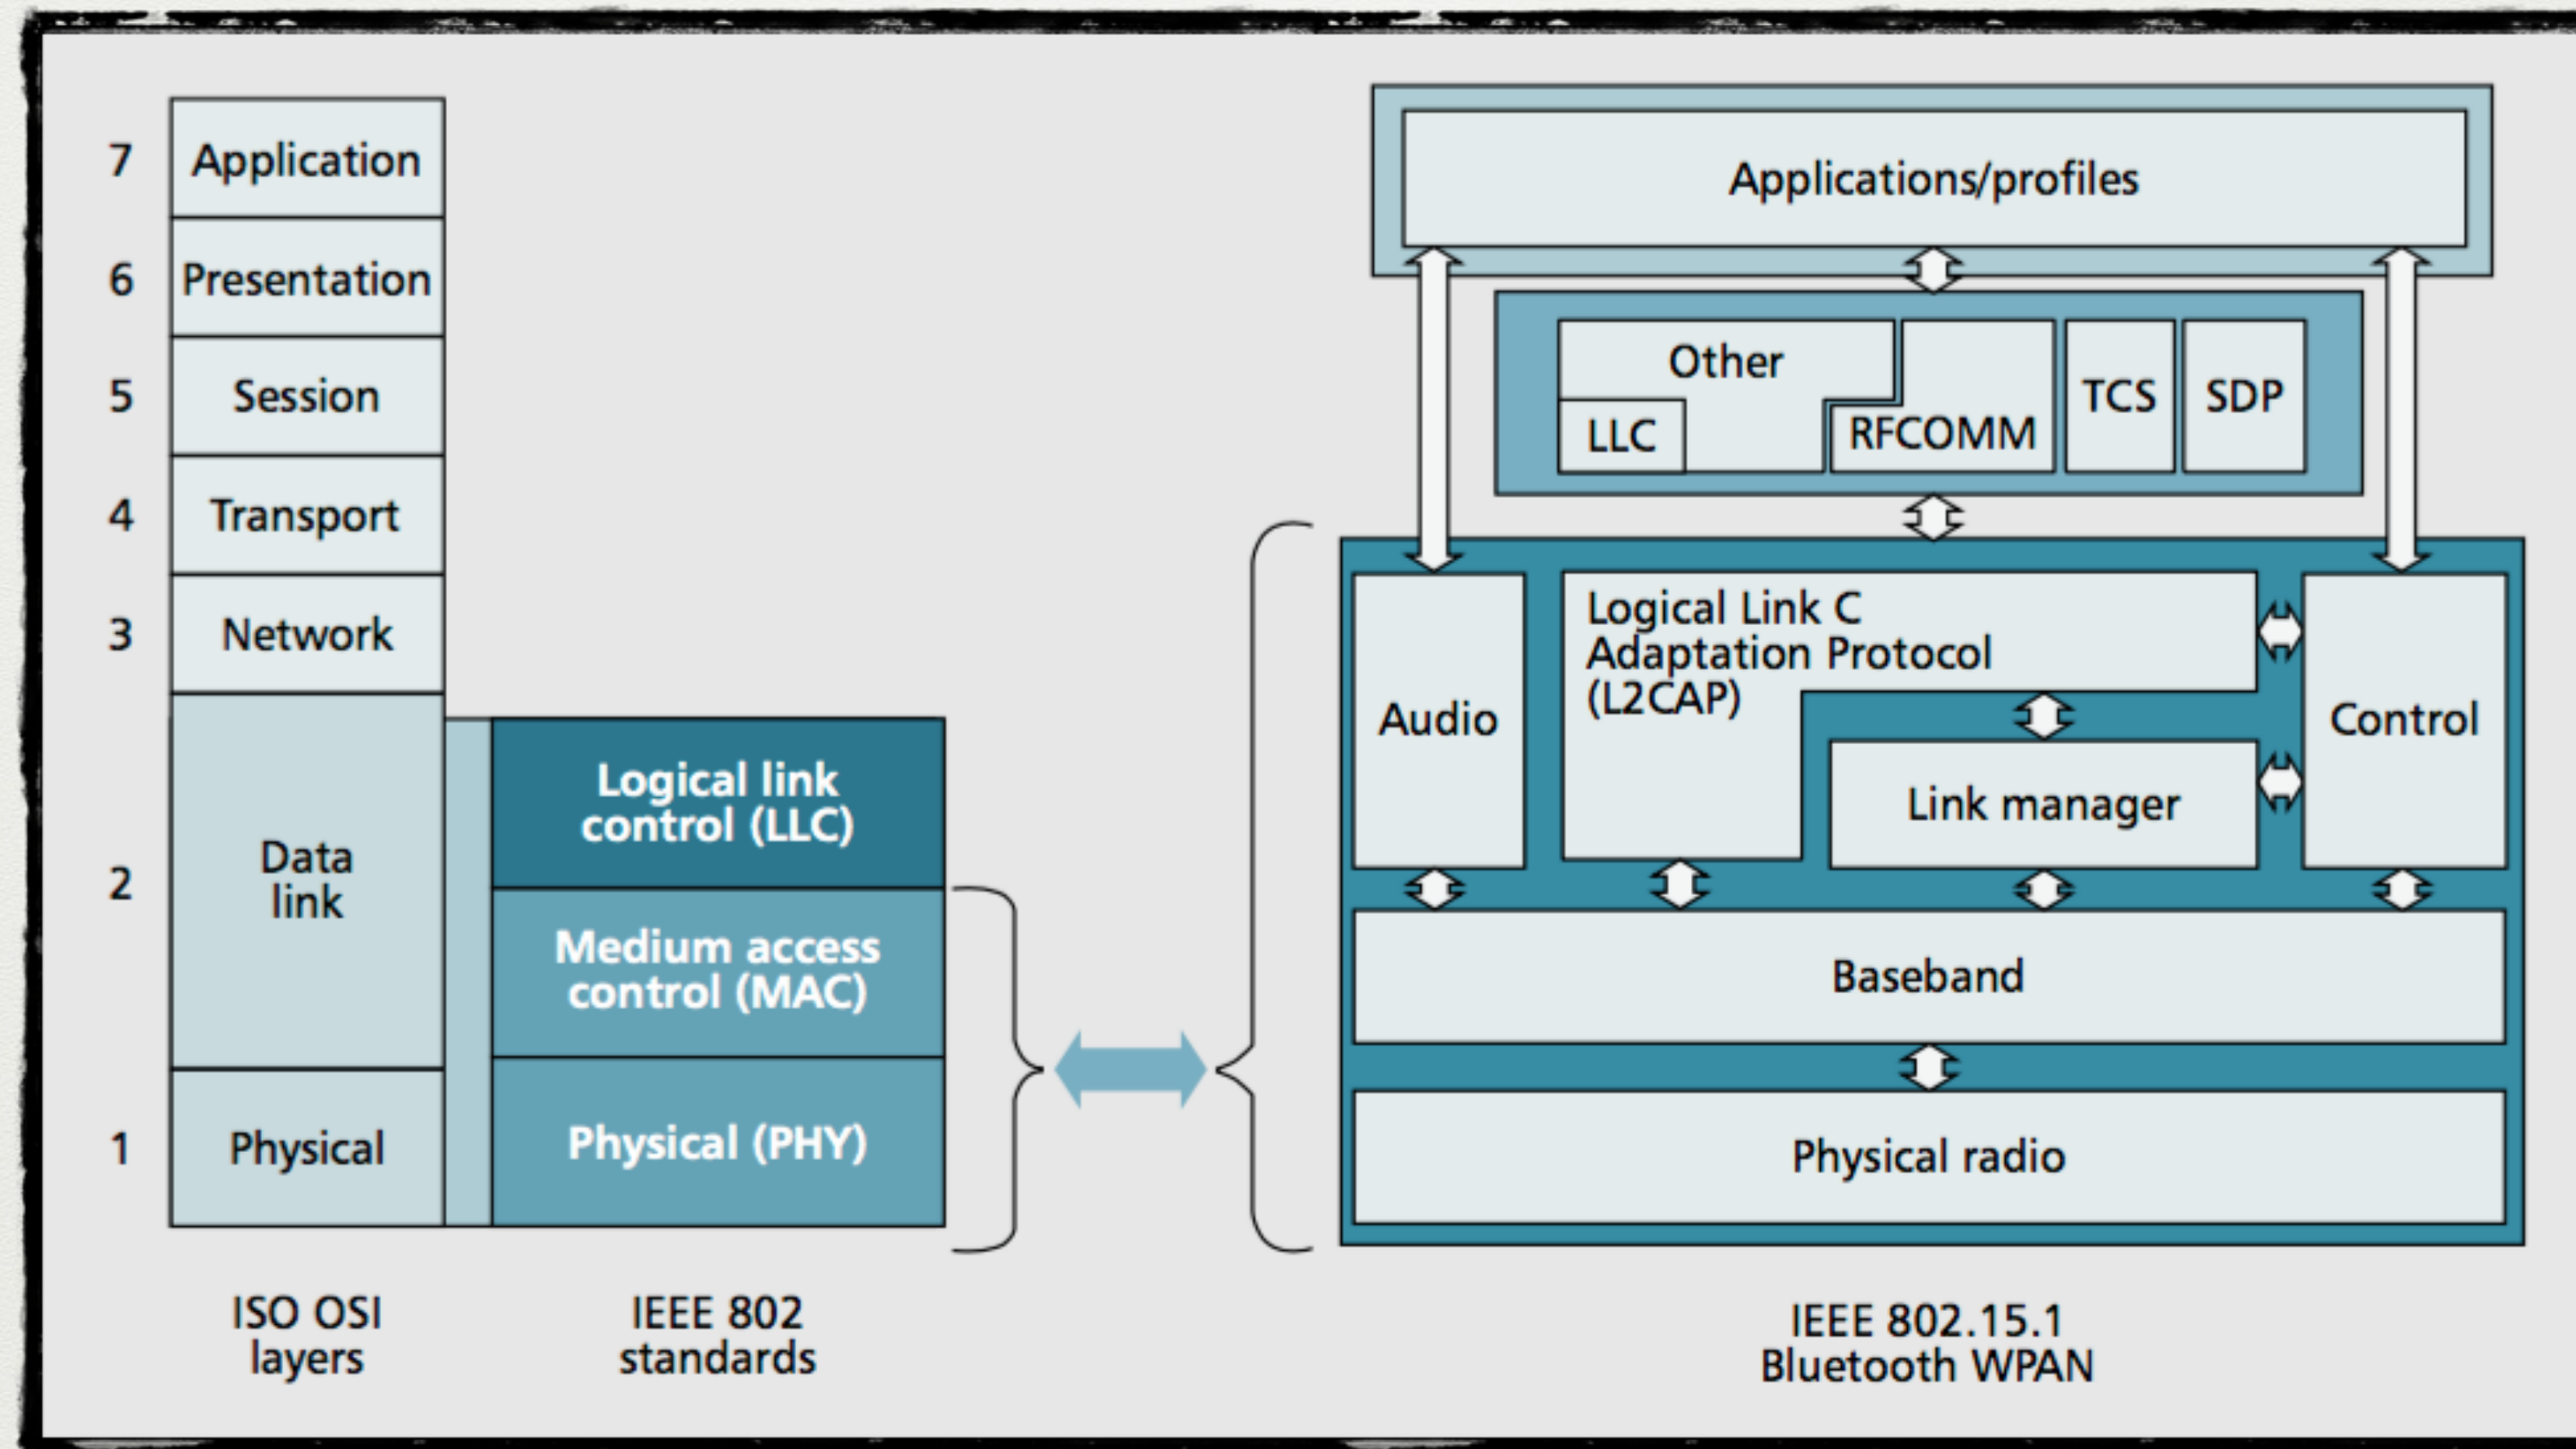 7
Application
6
Presentation
5
Session
4
Transport
3
Network
2
Data
link
1
Physical
ISO OSI
layers
Logical link
control (LLC)
Medium access
control (MAC)
Physical (PHY)
IEEE 802
standards
Applications/profiles
Other
LLC
RFCOMM
TCS
SDP
Audio
Logical Link C
Adaptation Protocol
(L2CAP)
Link manager
Control
Baseband
Physical radio
IEEE 802.15.1
Bluetooth WPAN